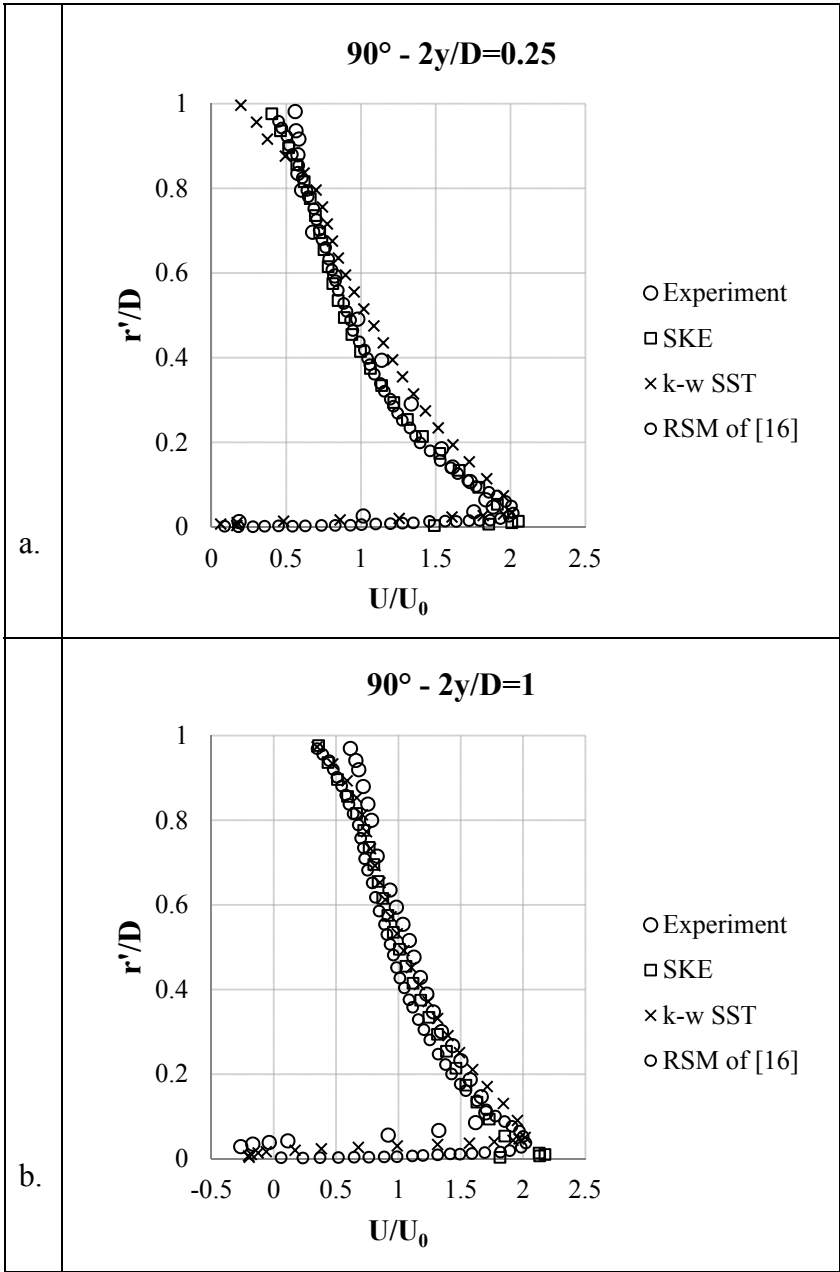 a.
90° - 2y/D=0.25
1
0.8
0.6
0.4
0.2
0
r'/D
0 0.5 1 1.5 2 2.5
U/U₀
Experiment
SKE
k-w SST
RSM of [16]
b.
90° - 2y/D=1
1
0.8
0.6
0.4
0.2
0
r'/D
-0.5 0 0.5 1 1.5 2 2.5
U/U₀
Experiment
SKE
k-w SST
RSM of [16]